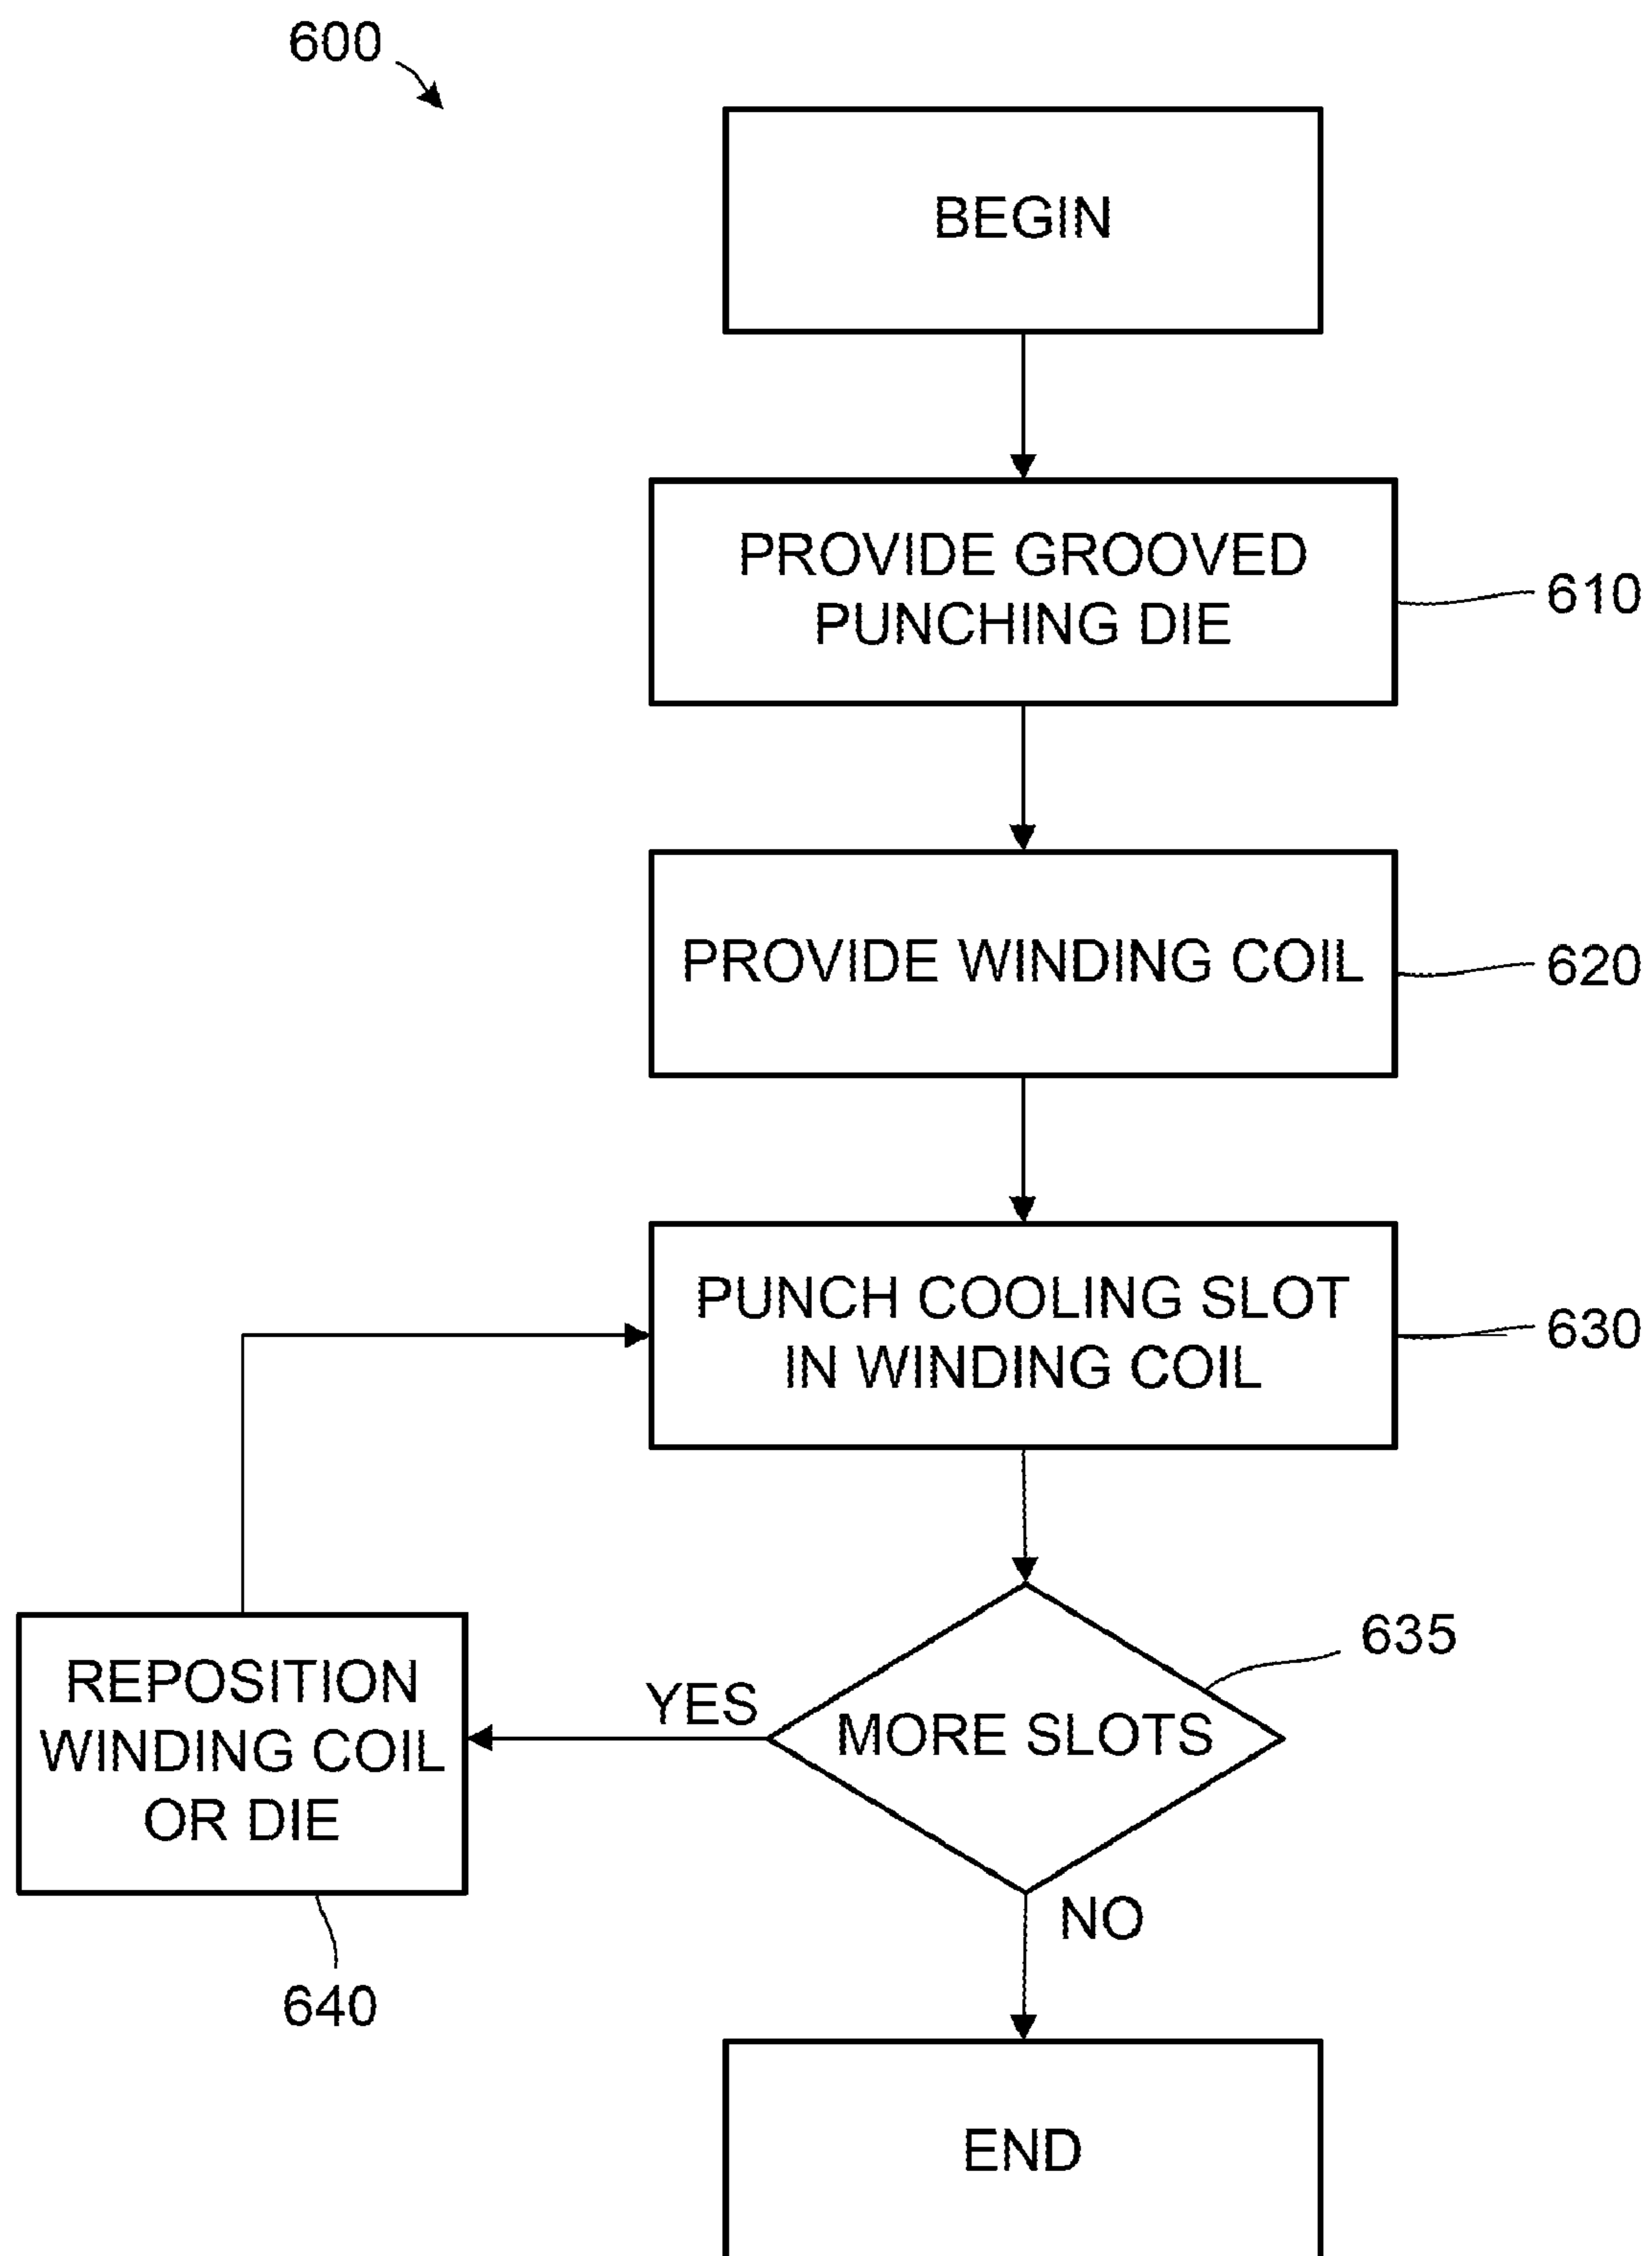 600
BEGIN
PROVIDE GROOVED
PUNCHING DIE
610
PROVIDE WINDING COIL
620
PUNCH COOLING SLOT
IN WINDING COIL
630
635
MORE SLOTS
YES
REPOSITION
WINDING COIL
OR DIE
640
NO
END